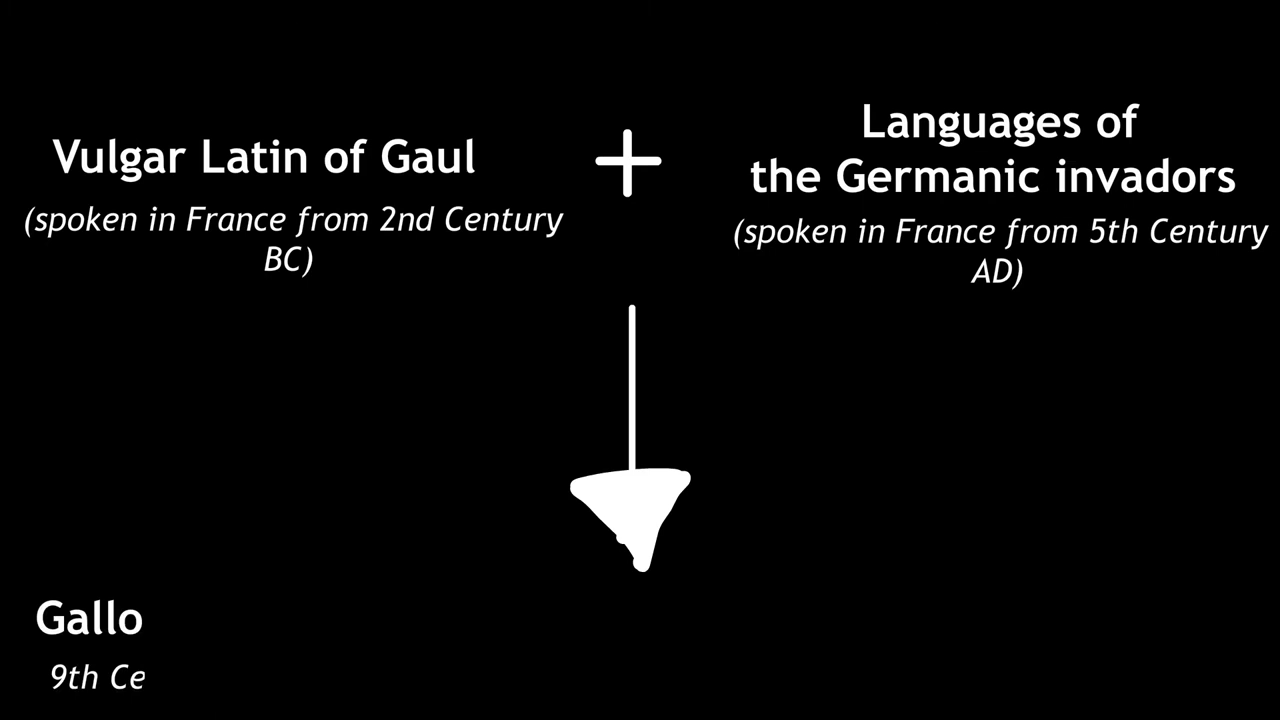 Vulgar Latin of Gaul
(spoken in France from 2nd Century
BC)
+
Languages of
the Germanic invadors
(spoken in France from 5th Century
AD)
Gallo
9th Ce